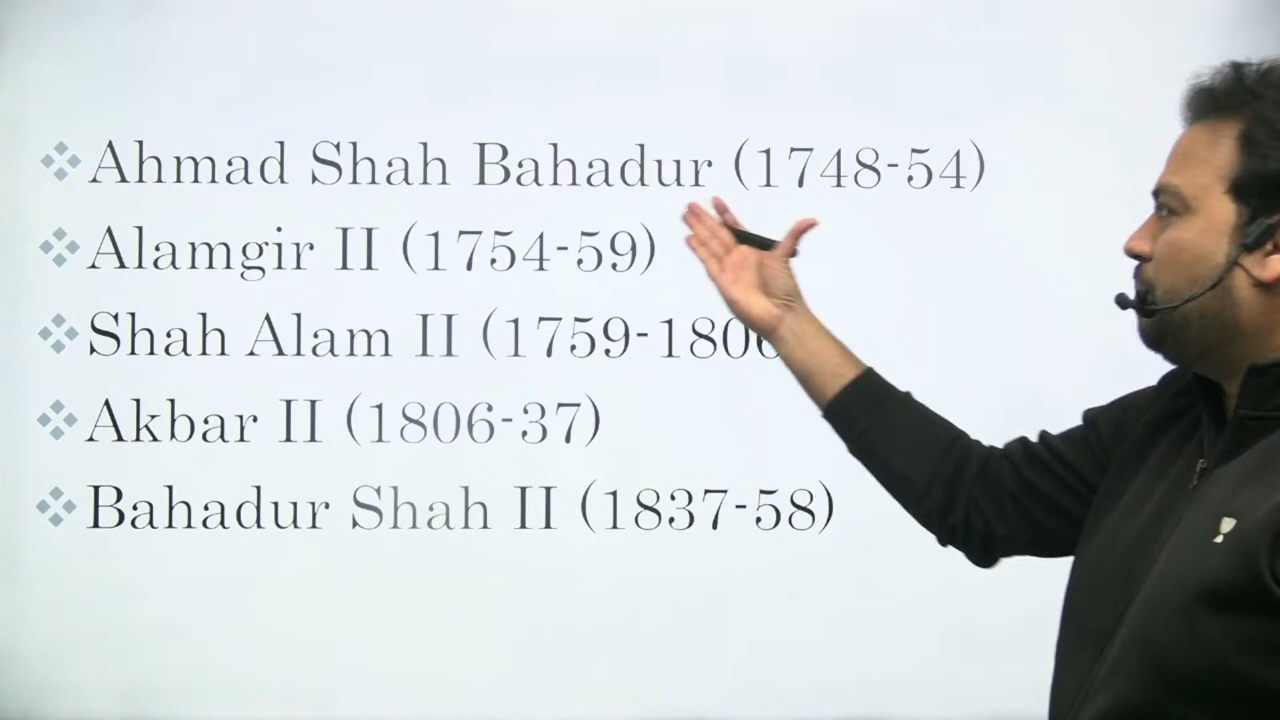 Ahmad Shah Bahadur (1748-54)
Alamgir II (1754-59)
Shah Alam II (1759-1806
Akbar II (1806-37)
Bahadur Shah II (1837-58)